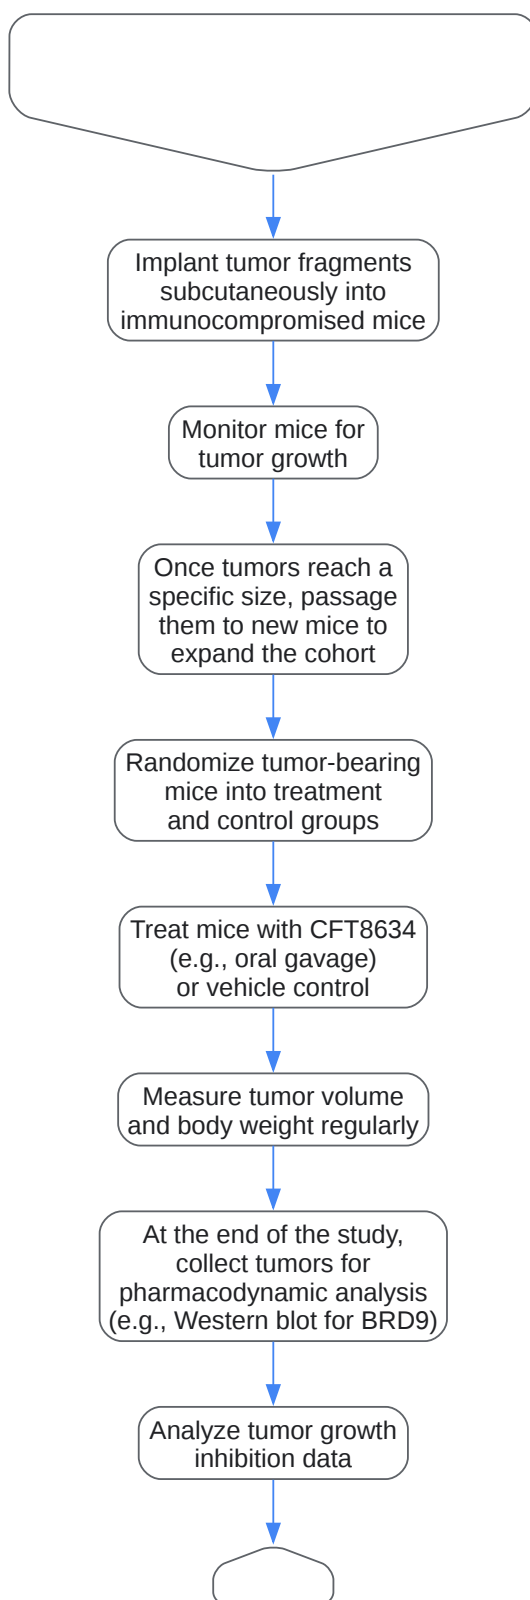 Implant tumor fragments
subcutaneously into
immunocompromised mice
Monitor mice for
tumor growth
Once tumors reach a
specific size, passage
them to new mice to
expand the cohort
Randomize tumor-bearing
mice into treatment
and control groups
Treat mice with CFT8634
(e.g., oral gavage)
or vehicle control
Measure tumor volume
and body weight regularly
At the end of the study,
collect tumors for
pharmacodynamic analysis
(e.g., Western blot for BRD9)
Analyze tumor growth
inhibition data